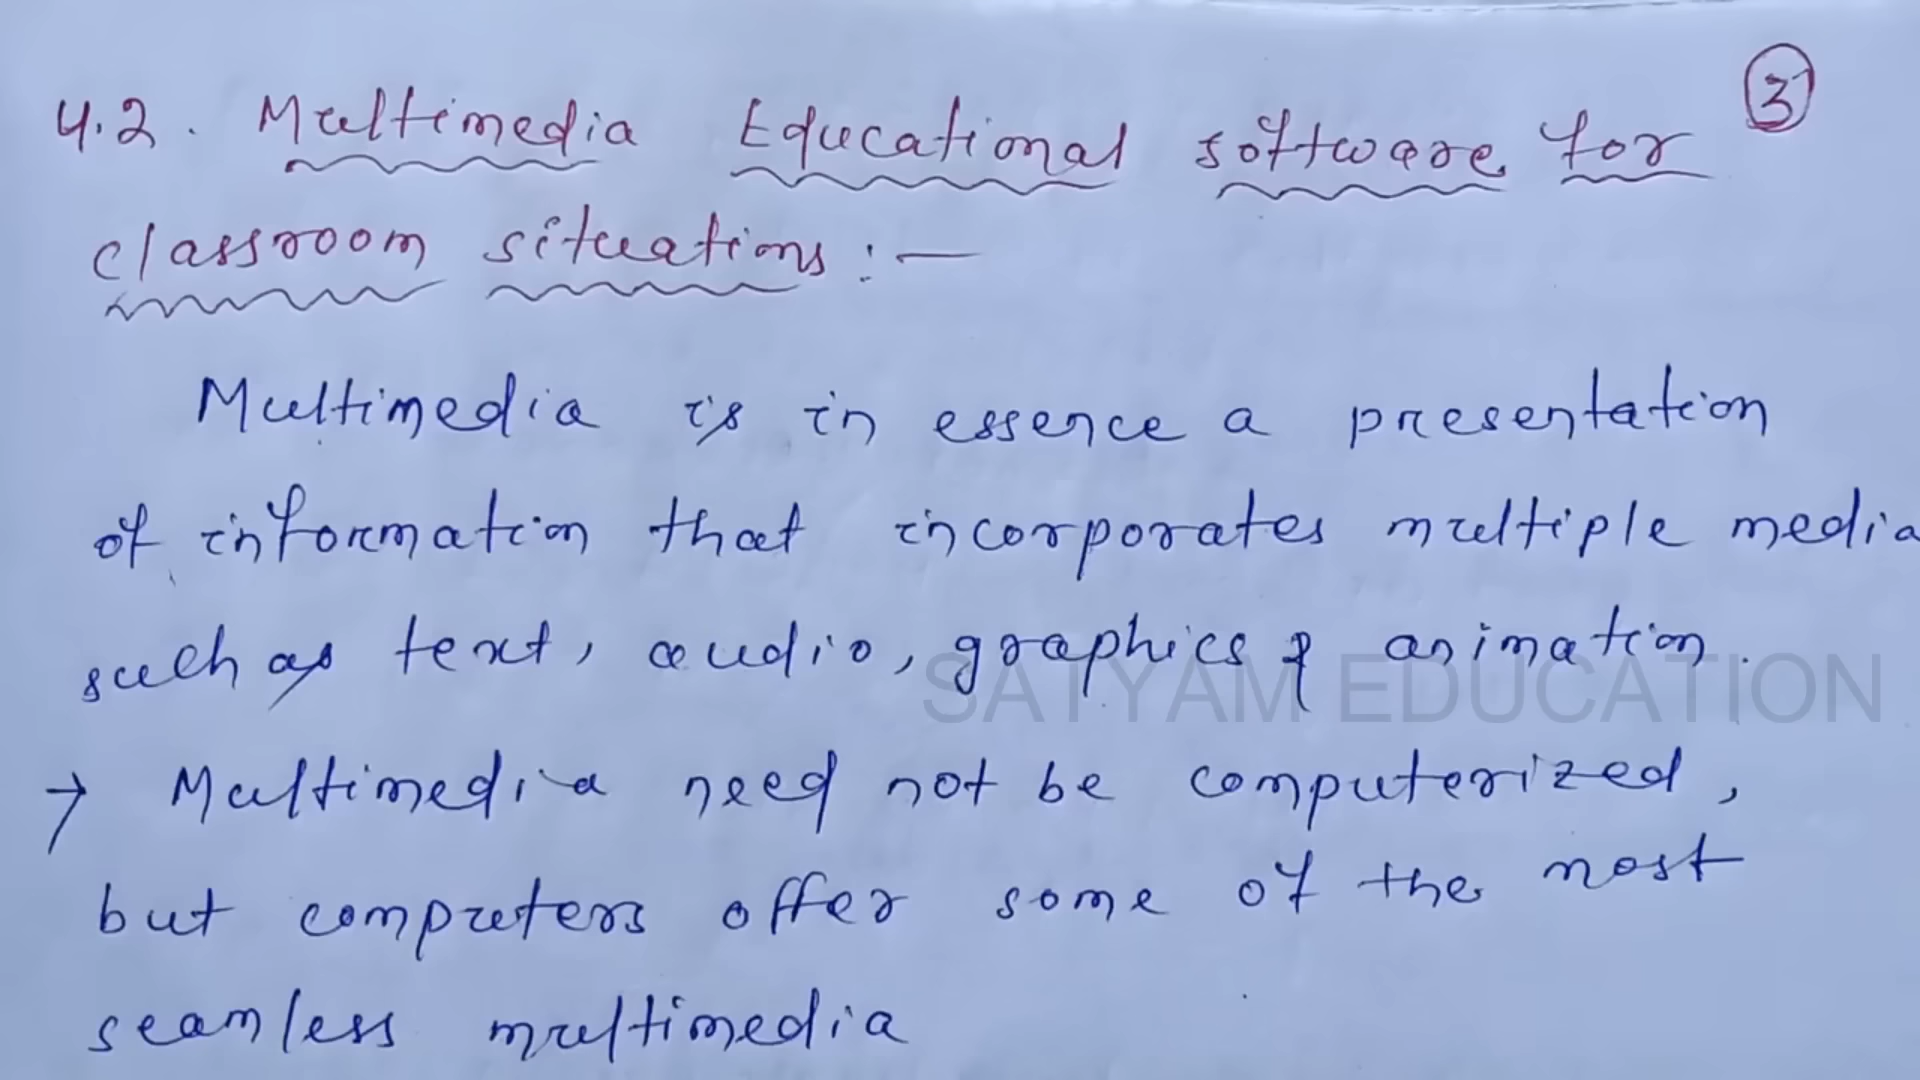 3
4.2. Multimedia Educational software for
classroom situations :—
Multimedia is in essence a presentation
of information that incorporates multiple media
such as text, audio, graphics & animation.
→ Multimedia need not be computerized,
but computers offer some of the most
seamless multimedia
SATYAM EDUCATION